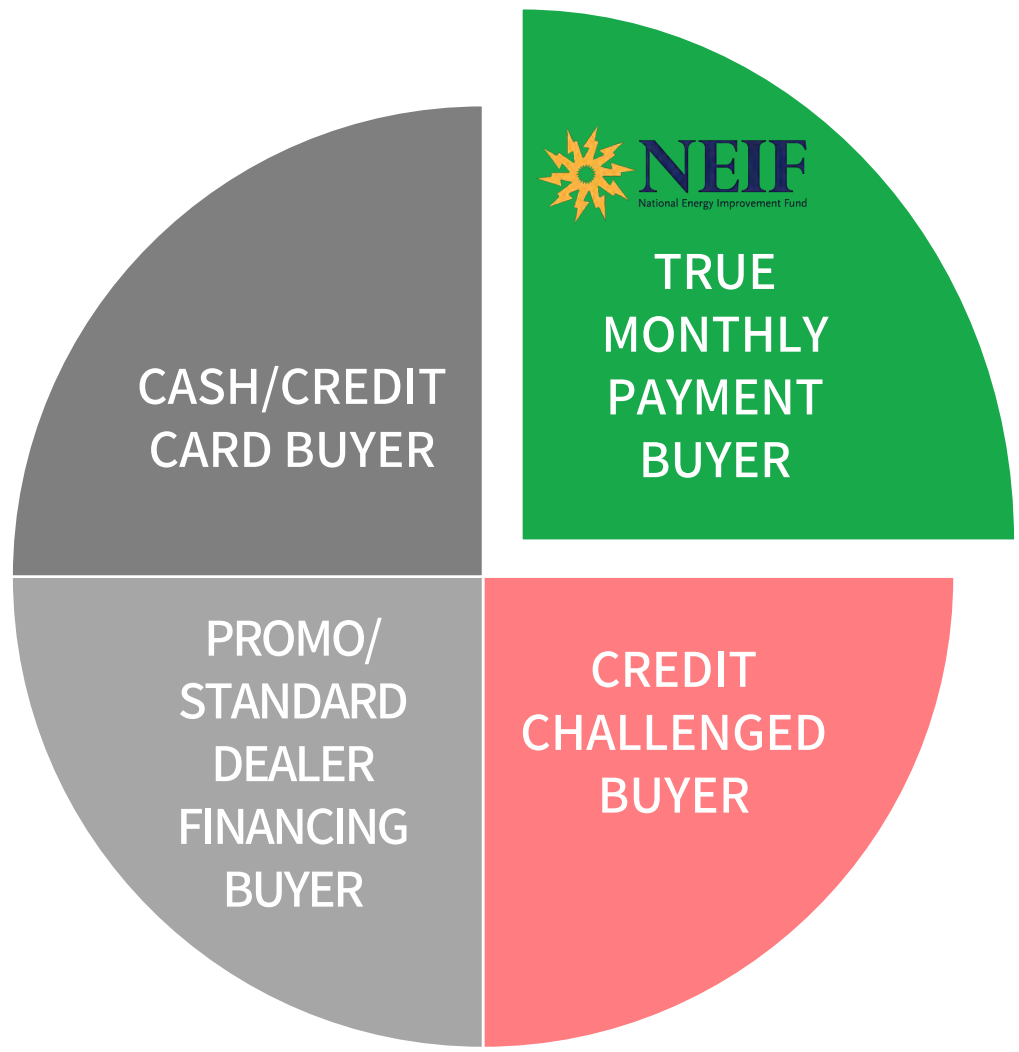 NEIF
National Energy Improvement Fund
TRUE
MONTHLY
PAYMENT
BUYER
CASH/CREDIT
CARD BUYER
PROMO/
STANDARD
DEALER
FINANCING
BUYER
CREDIT
CHALLENGED
BUYER